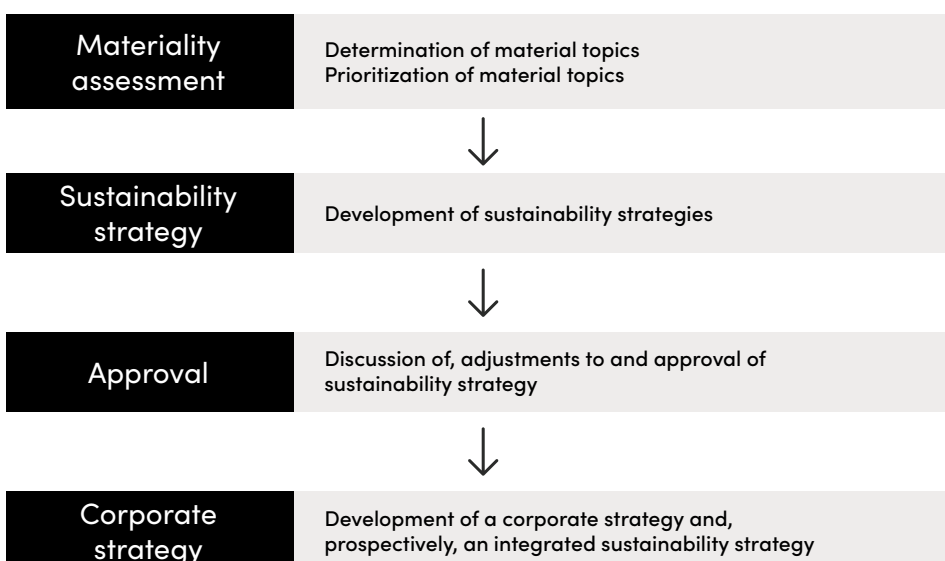 Materiality
assessment
Determination of material topics
Prioritization of material topics
Sustainability
strategy
Development of sustainability strategies
Approval
Discussion of, adjustments to and approval of
sustainability strategy
Corporate
strategy
Development of a corporate strategy and,
prospectively, an integrated sustainability strategy